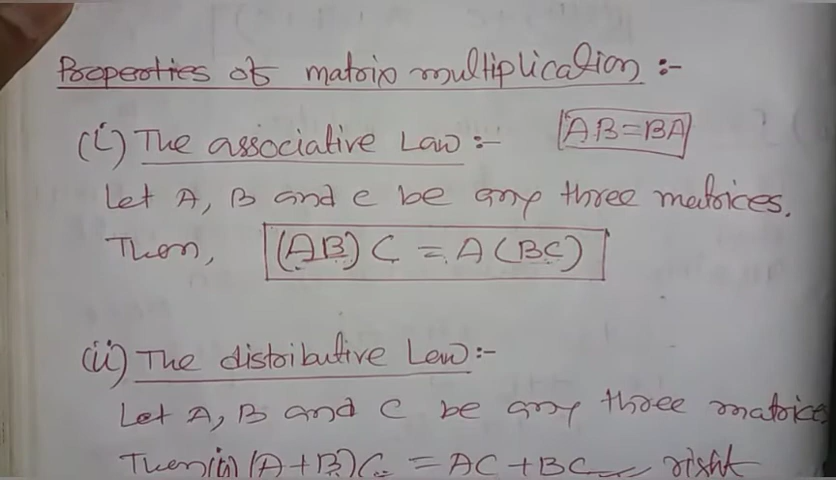 Properties of matrix multiplication :-
(i) The associative Law :- AB = BA
Let A, B and C be any three matrices.
Then, (AB) C = A (BC)
(ii) The distributive Law :-
Let A, B and C be any three matrice
Then (i) (A+B) C = AC + BC right